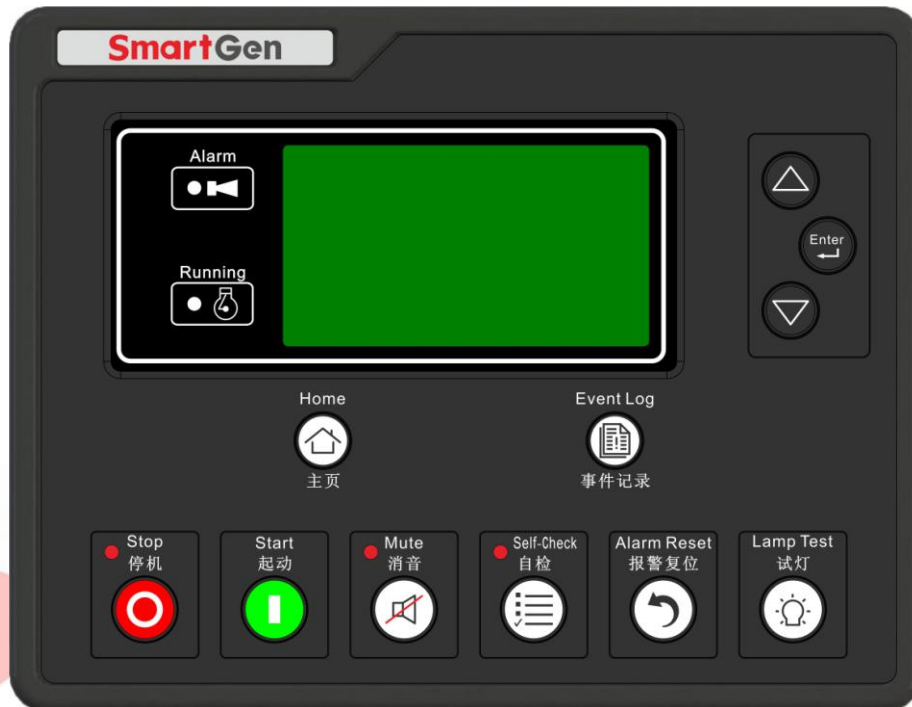 SmartGen
Alarm
Running
Enter
Home
主页
Event Log
事件记录
Stop
停机
Start
起动
Mute
消音
Self-Check
自检
Alarm Reset
报警复位
Lamp Test
试灯